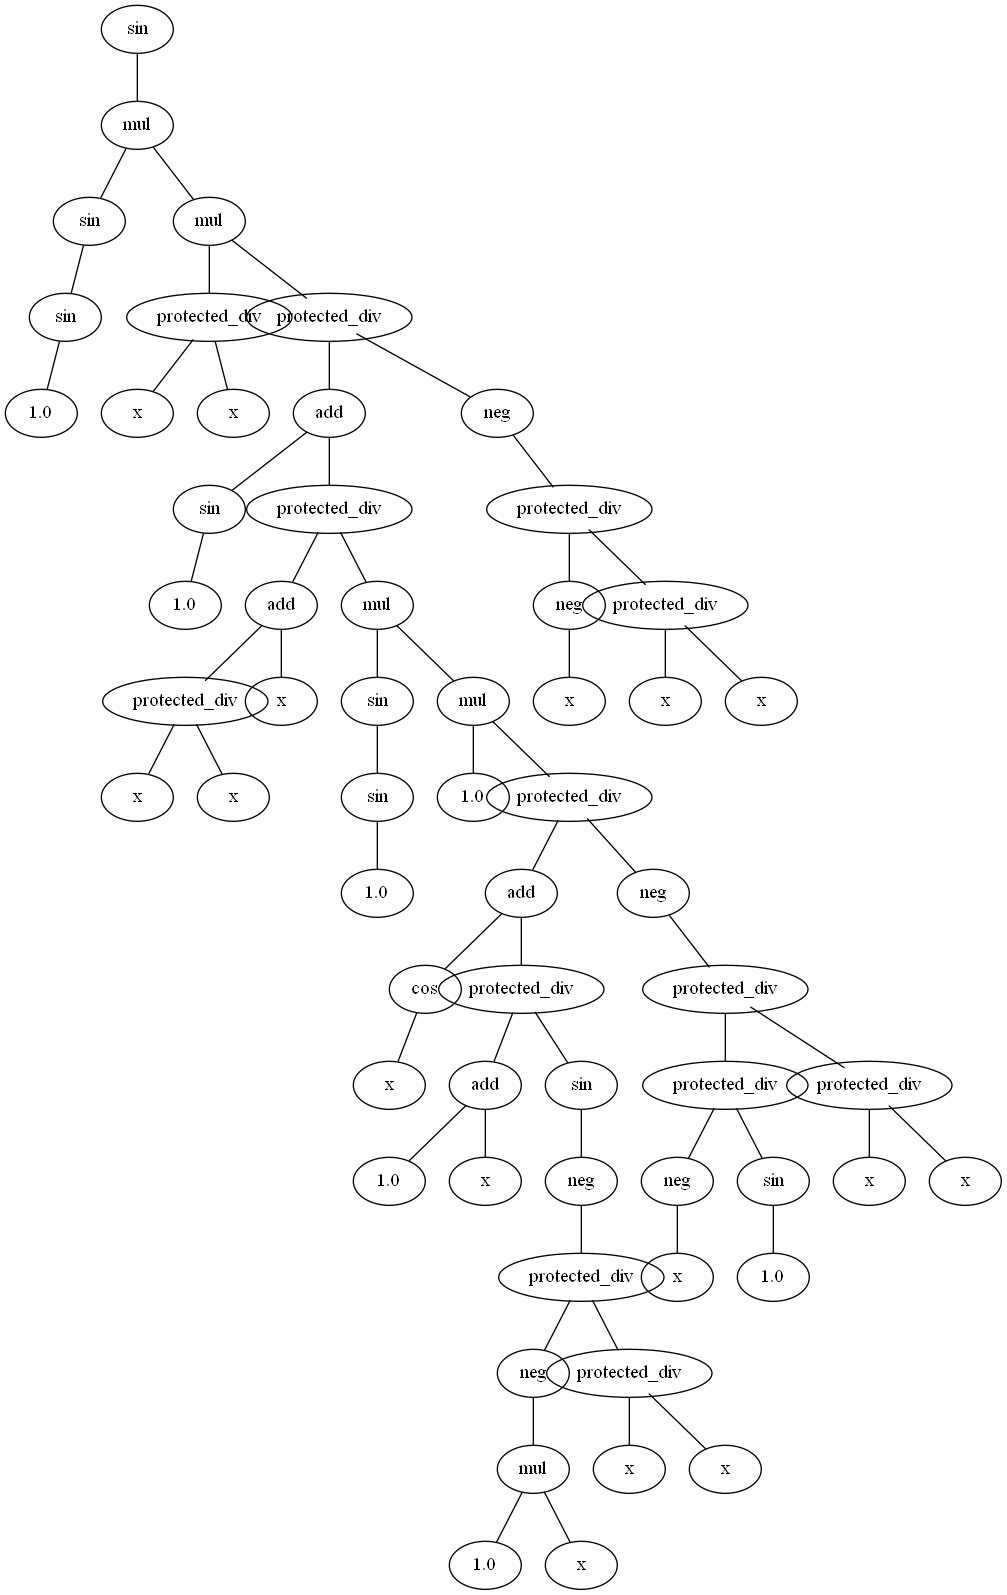 sin
mul
sin mul
sin protected_div protected_div
1.0 x x add neg
sin protected_div protected_div
1.0 add mul neg protected_div
protected_div x sin mul x x x
x x sin 1.0 protected_div
1.0 add neg
cos protected_div protected_div
x add sin protected_div protected_div
1.0 x neg neg sin x x
protected_div x 1.0
neg protected_div
mul x x
1.0 x